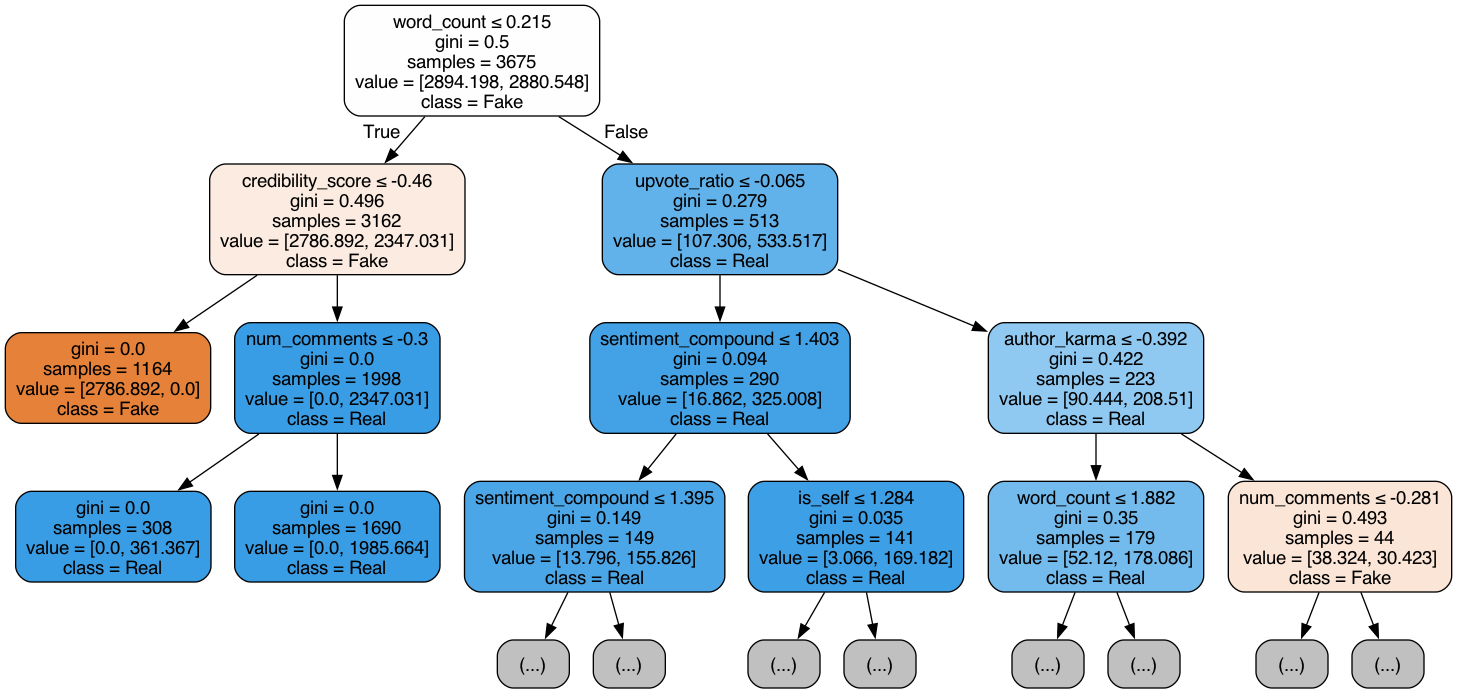 word_count ≤ 0.215
gini = 0.5
samples = 3675
value = [2894.198, 2880.548]
class = Fake
True
False
credibility_score ≤ -0.46
gini = 0.496
samples = 3162
value = [2786.892, 2347.031]
class = Fake
upvote_ratio ≤ -0.065
gini = 0.279
samples = 513
value = [107.306, 533.517]
class = Real
gini = 0.0
samples = 1164
value = [2786.892, 0.0]
class = Fake
num_comments ≤ -0.3
gini = 0.0
samples = 1998
value = [0.0, 2347.031]
class = Real
sentiment_compound ≤ 1.403
gini = 0.094
samples = 290
value = [16.862, 325.008]
class = Real
author_karma ≤ -0.392
gini = 0.422
samples = 223
value = [90.444, 208.51]
class = Real
gini = 0.0
samples = 308
value = [0.0, 361.367]
class = Real
gini = 0.0
samples = 1690
value = [0.0, 1985.664]
class = Real
sentiment_compound ≤ 1.395
gini = 0.149
samples = 149
value = [13.796, 155.826]
class = Real
is_self ≤ 1.284
gini = 0.035
samples = 141
value = [3.066, 169.182]
class = Real
word_count ≤ 1.882
gini = 0.35
samples = 179
value = [52.12, 178.086]
class = Real
num_comments ≤ -0.281
gini = 0.493
samples = 44
value = [38.324, 30.423]
class = Fake
(...)
(...)
(...)
(...)
(...)
(...)
(...)
(...)